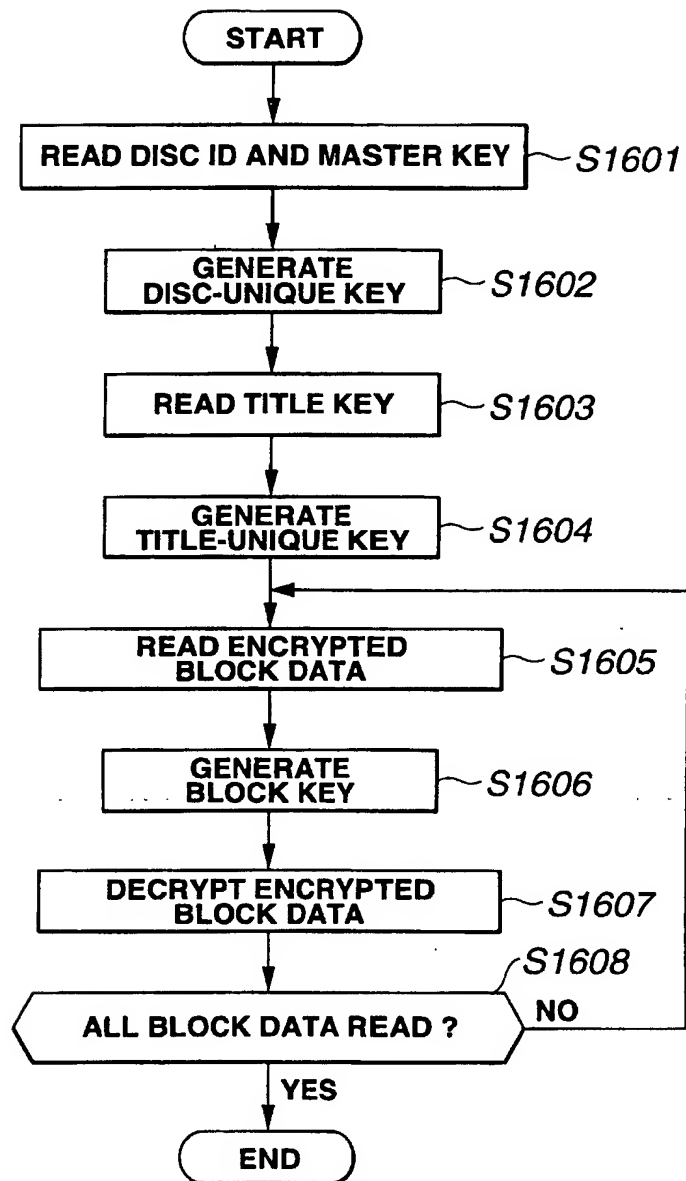 START
READ DISC ID AND MASTER KEY
S1601
GENERATE
DISC-UNIQUE KEY
S1602
READ TITLE KEY
S1603
GENERATE
TITLE-UNIQUE KEY
S1604
READ ENCRYPTED
BLOCK DATA
S1605
GENERATE
BLOCK KEY
S1606
DECRYPT ENCRYPTED
BLOCK DATA
S1607
S1608
ALL BLOCK DATA READ ?
NO
YES
END